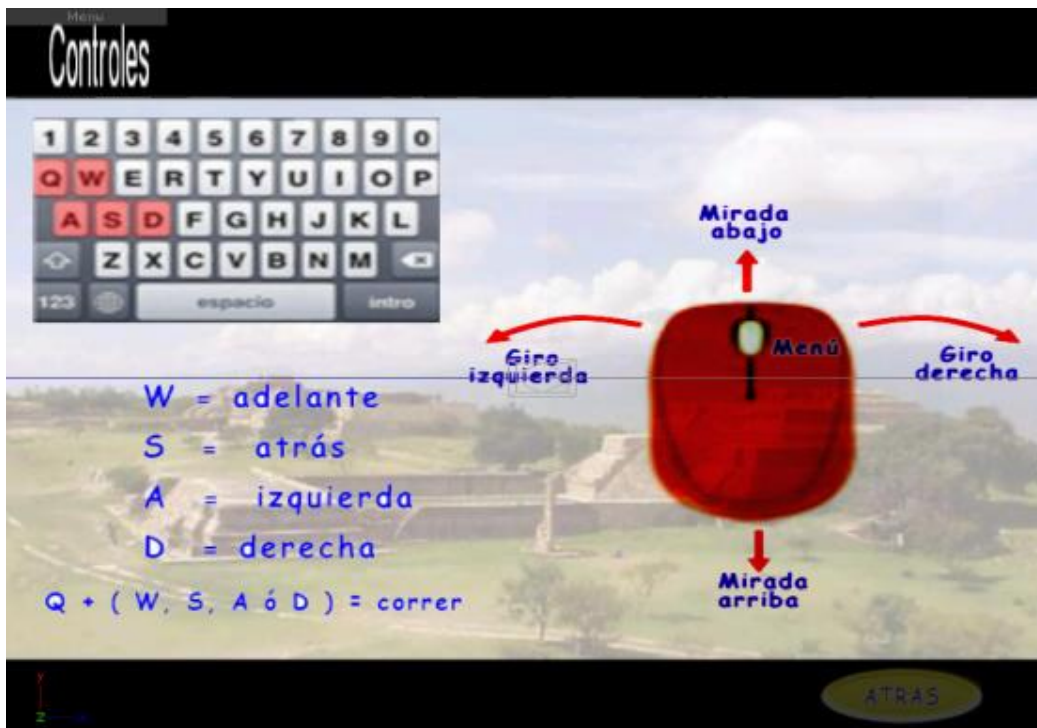 Menu
Controles
1 2 3 4 5 6 7 8 9 0
Q W E R T Y U I O P
A S D F G H J K L
Z X C V B N M
123 espacio intro
W = adelante
S = atrás
A = izquierda
D = derecha
Q + ( W, S, A ó D ) = correr
Mirada
abajo
Menú
Giro
izquierda
Giro
derecha
Mirada
arriba
Y
Z
ATRAS